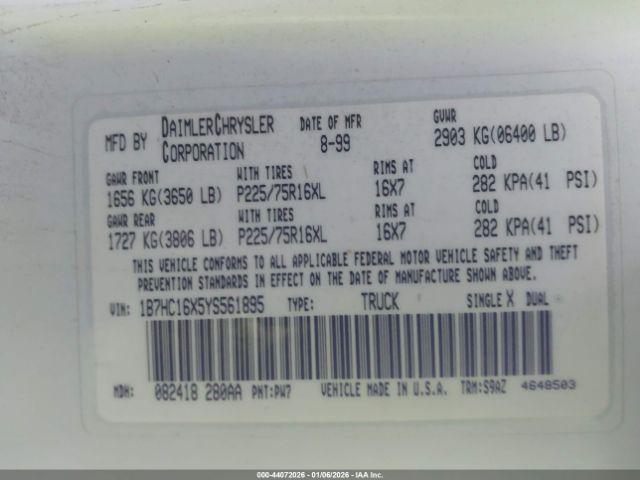 MFD BY DAIMLERCHRYSLER CORPORATION DATE OF MFR 8-99 GVWR 2903 KG(06400 LB)
GAWR FRONT WITH TIRES RIMS AT COLD
1656 KG(3650 LB) P225/75R16XL 16X7 282 KPA(41 PSI)
GAWR REAR WITH TIRES RIMS AT COLD
1727 KG(3806 LB) P225/75R16XL 16X7 282 KPA(41 PSI)
THIS VEHICLE CONFORMS TO ALL APPLICABLE FEDERAL MOTOR VEHICLE SAFETY AND THEFT
PREVENTION STANDARDS IN EFFECT ON THE DATE OF MANUFACTURE SHOWN ABOVE.
VIN: 1B7HC16X5YS561895 TYPE: TRUCK SINGLE X DUAL
MDH: 082418 280AA PNT:PW7 VEHICLE MADE IN U.S.A. TRM:S9AZ 4648503
000-44072026 - 01/06/2026 - IAA Inc.